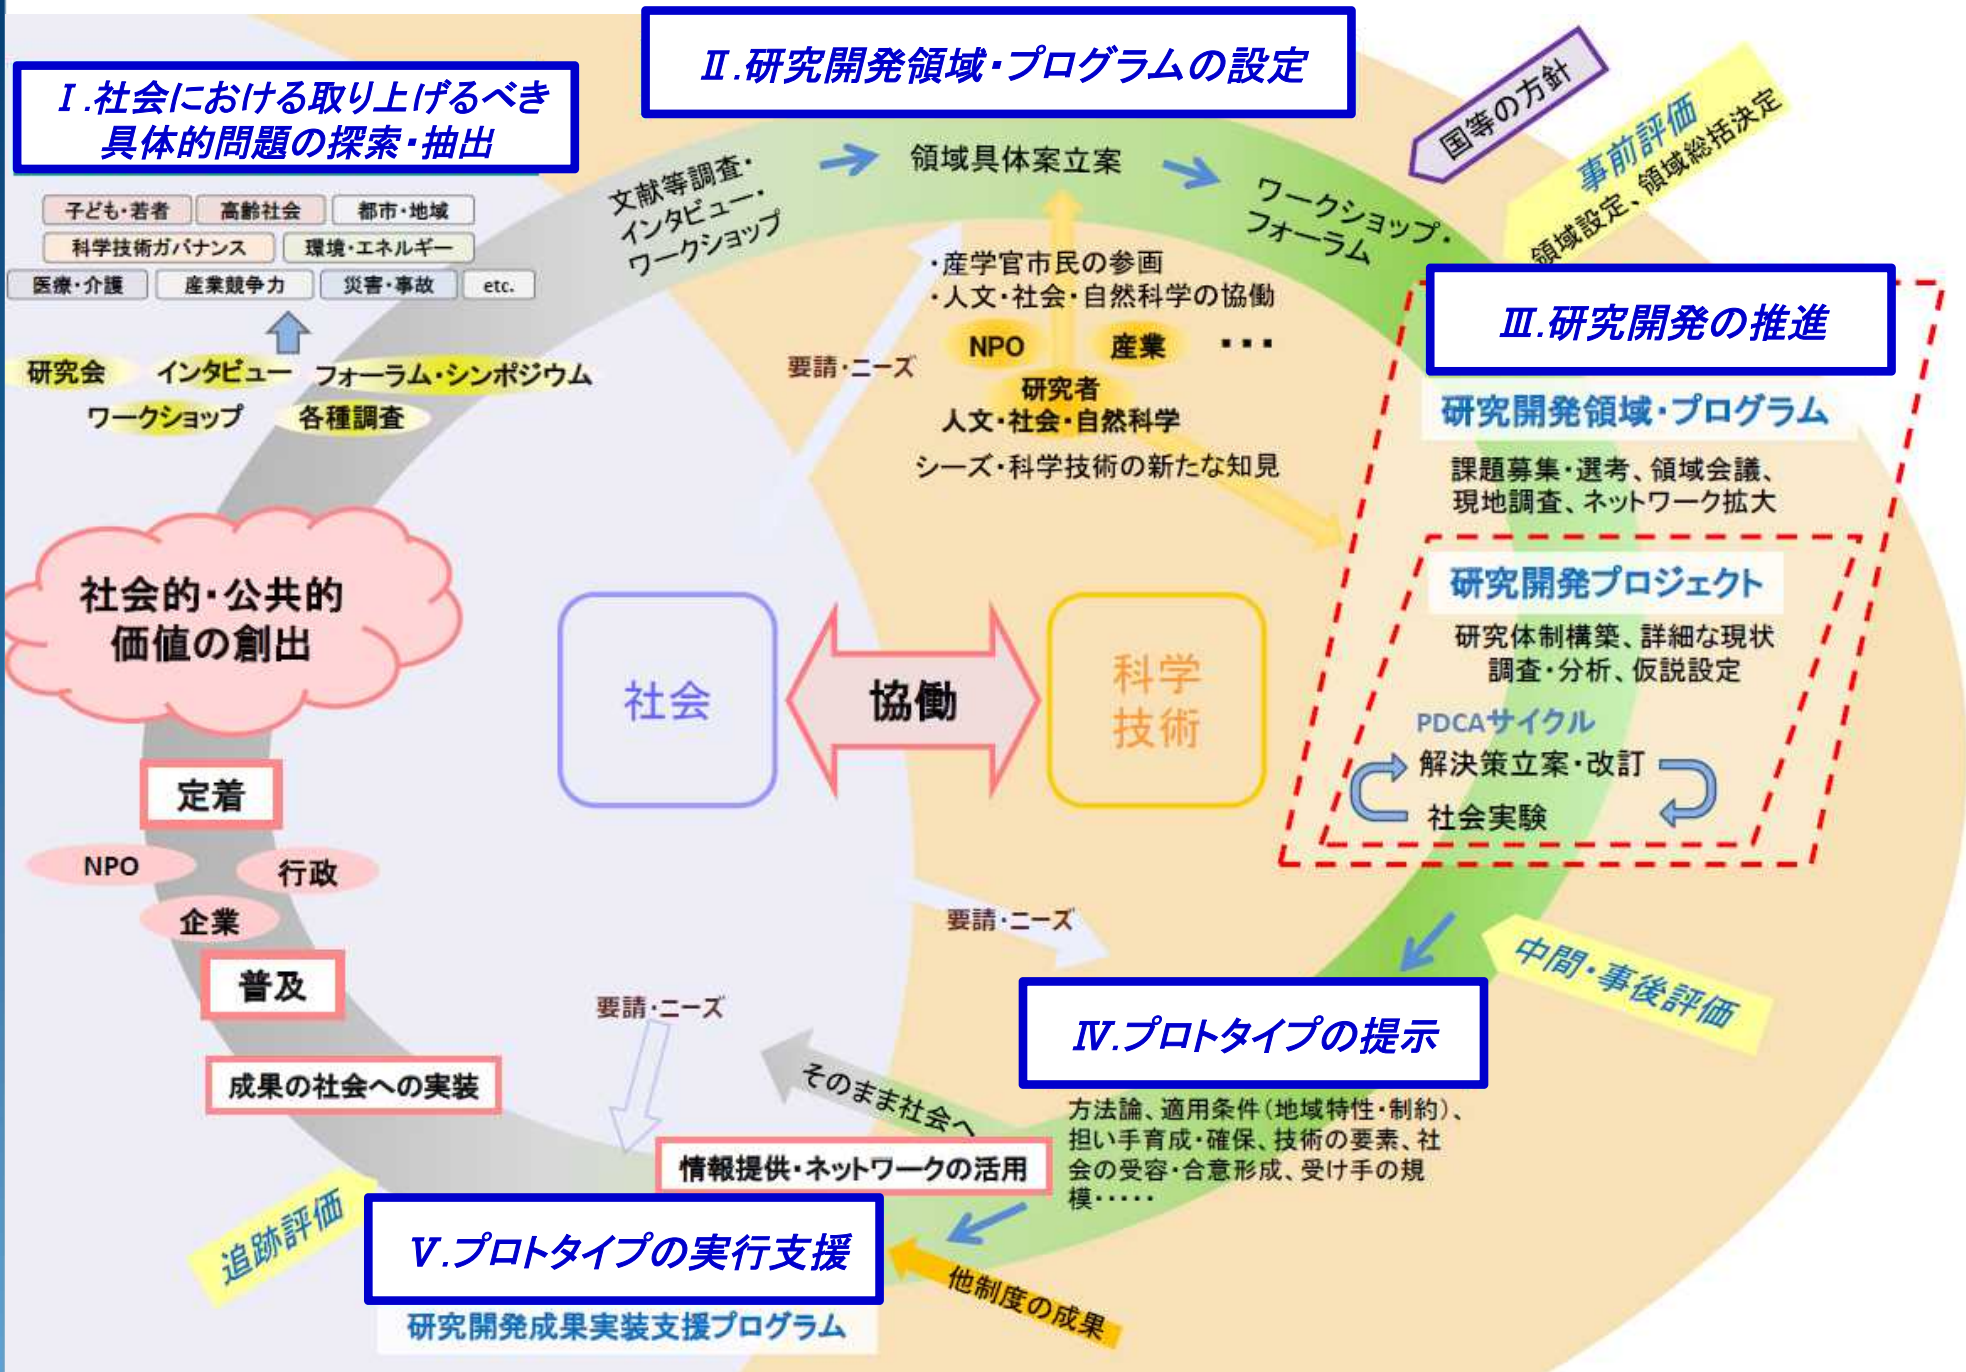 Ⅰ.社会における取り上げるべき
具体的問題の探索・抽出
子ども・若者
高齢社会
都市・地域
科学技術ガバナンス
環境・エネルギー
医療・介護
産業競争力
災害・事故
etc.
研究会
インタビュー
フォーラム・シンポジウム
ワークショップ
各種調査
Ⅱ.研究開発領域・プログラムの設定
文献等調査・
インタビュー・
ワークショップ
領域具体案立案
ワークショップ・
フォーラム
国等の方針
事前評価
領域設定、領域総括決定
・産学官市民の参画
・人文・社会・自然科学の協働
NPO
産業
・・・
研究者
人文・社会・自然科学
シーズ・科学技術の新たな知見
要請・ニーズ
Ⅲ.研究開発の推進
研究開発領域・プログラム
課題募集・選考、領域会議、
現地調査、ネットワーク拡大
研究開発プロジェクト
研究体制構築、詳細な現状
調査・分析、仮説設定
PDCAサイクル
解決策立案・改訂
社会実験
社会的・公共的
価値の創出
社会
協働
科学
技術
定着
NPO
行政
企業
普及
成果の社会への実装
要請・ニーズ
要請・ニーズ
中間・事後評価
Ⅳ.プロトタイプの提示
方法論、適用条件(地域特性・制約)、
担い手育成・確保、技術の要素、社
会の受容・合意形成、受け手の規
模・・・・・
そのまま社会へ
情報提供・ネットワークの活用
追跡評価
Ⅴ.プロトタイプの実行支援
研究開発成果実装支援プログラム
他制度の成果